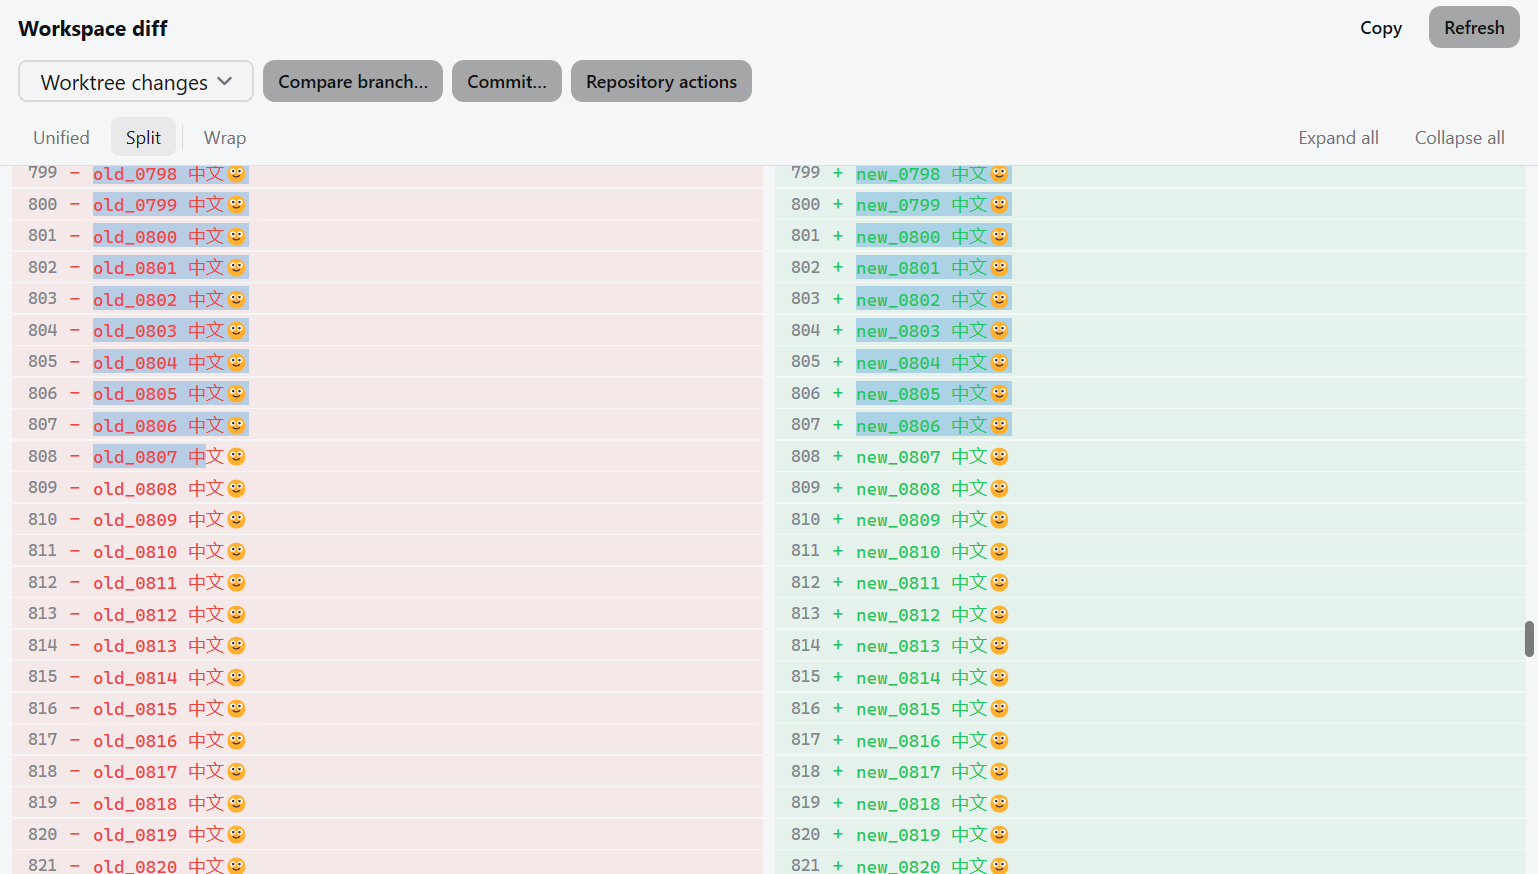 Workspace diff
Copy
Refresh
Worktree changes
Compare branch...
Commit...
Repository actions
Unified
Split
Wrap
Expand all
Collapse all
799 − old_0798 中文🙂 799 + new_0798 中文🙂
800 − old_0799 中文🙂 800 + new_0799 中文🙂
801 − old_0800 中文🙂 801 + new_0800 中文🙂
802 − old_0801 中文🙂 802 + new_0801 中文🙂
803 − old_0802 中文🙂 803 + new_0802 中文🙂
804 − old_0803 中文🙂 804 + new_0803 中文🙂
805 − old_0804 中文🙂 805 + new_0804 中文🙂
806 − old_0805 中文🙂 806 + new_0805 中文🙂
807 − old_0806 中文🙂 807 + new_0806 中文🙂
808 − old_0807 中文🙂 808 + new_0807 中文🙂
809 − old_0808 中文🙂 809 + new_0808 中文🙂
810 − old_0809 中文🙂 810 + new_0809 中文🙂
811 − old_0810 中文🙂 811 + new_0810 中文🙂
812 − old_0811 中文🙂 812 + new_0811 中文🙂
813 − old_0812 中文🙂 813 + new_0812 中文🙂
814 − old_0813 中文🙂 814 + new_0813 中文🙂
815 − old_0814 中文🙂 815 + new_0814 中文🙂
816 − old_0815 中文🙂 816 + new_0815 中文🙂
817 − old_0816 中文🙂 817 + new_0816 中文🙂
818 − old_0817 中文🙂 818 + new_0817 中文🙂
819 − old_0818 中文🙂 819 + new_0818 中文🙂
820 − old_0819 中文🙂 820 + new_0819 中文🙂
821 − old_0820 中文🙂 821 + new_0820 中文🙂